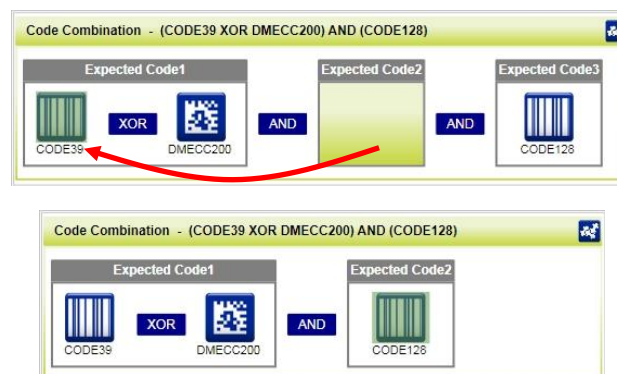 Code Combination - (CODE39 XOR DMECC200) AND (CODE128)
Expected Code1 Expected Code2 Expected Code3
XOR AND AND
CODE39 DMECC200 CODE128
Code Combination - (CODE39 XOR DMECC200) AND (CODE128)
Expected Code1 Expected Code2
XOR AND
CODE39 DMECC200 CODE128